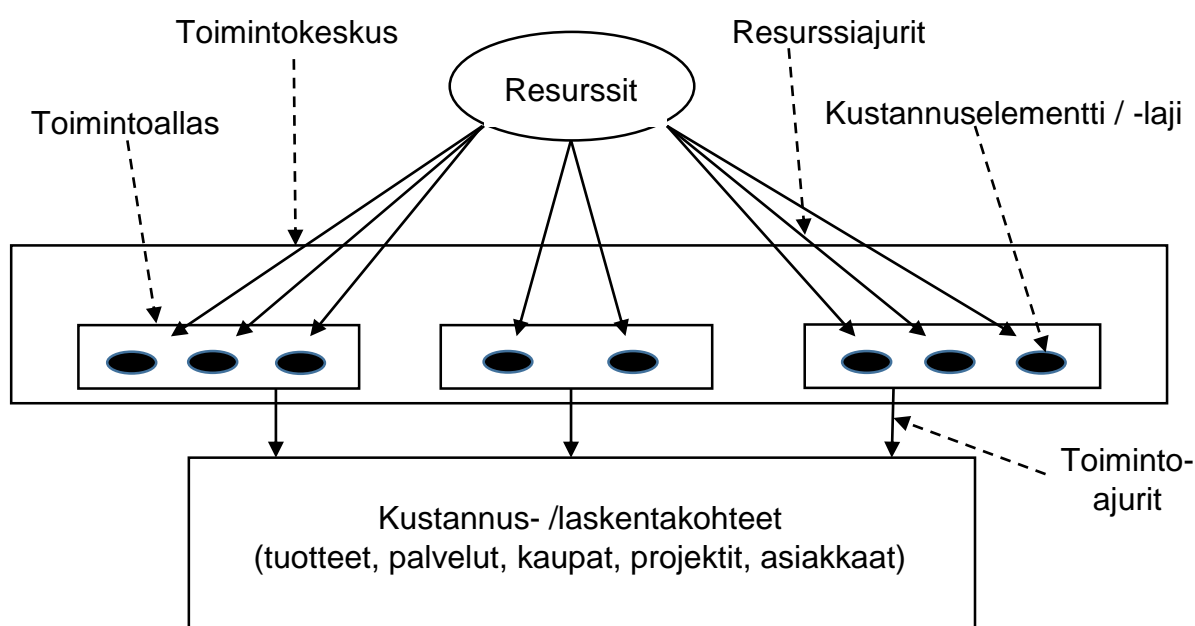 Toimintokeskus
Resurssiajurit
Resurssit
Kustannuselementti / -laji
Toimintoallas
Toiminto-
ajurit
Kustannus- /laskentakohteet
(tuotteet, palvelut, kaupat, projektit, asiakkaat)